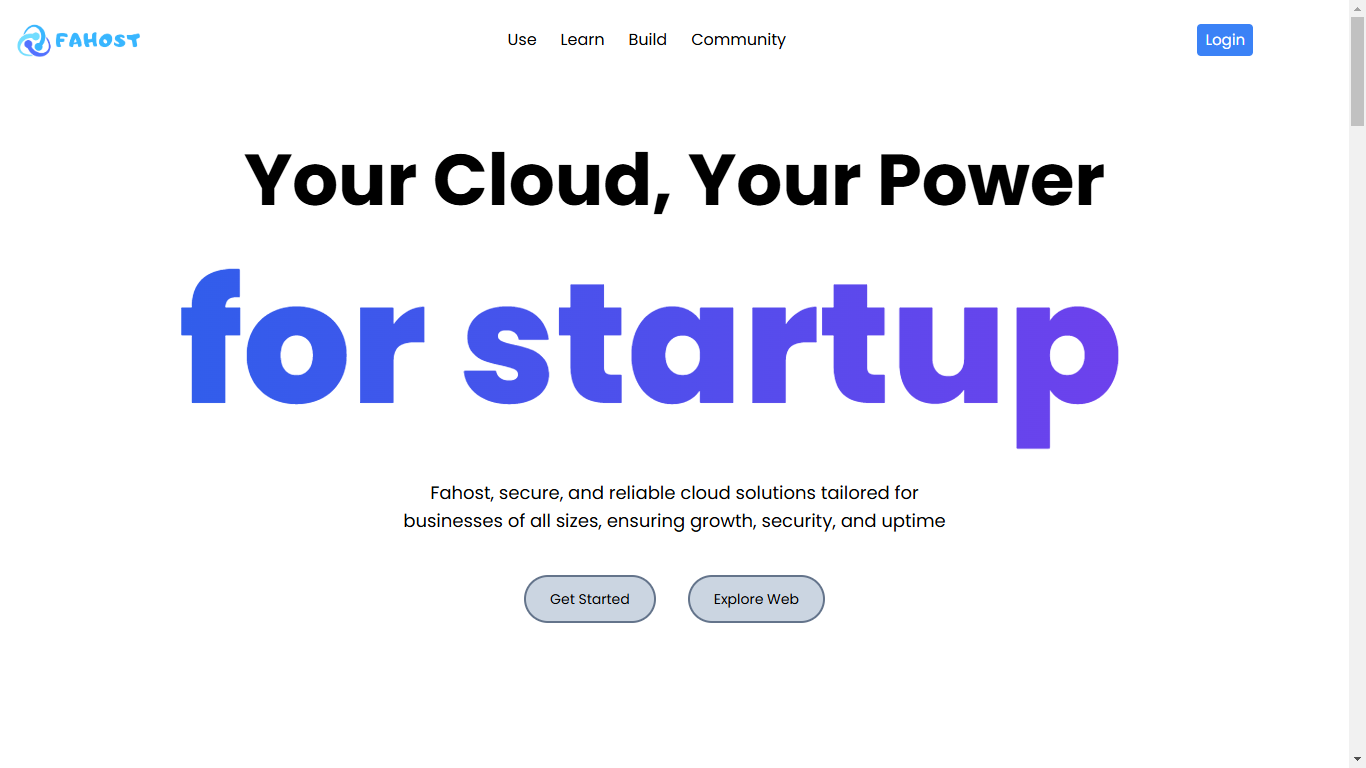 FAHOST
Use Learn Build Community
Login
Your Cloud, Your Power
for startup
Fahost, secure, and reliable cloud solutions tailored for
businesses of all sizes, ensuring growth, security, and uptime
Get Started Explore Web